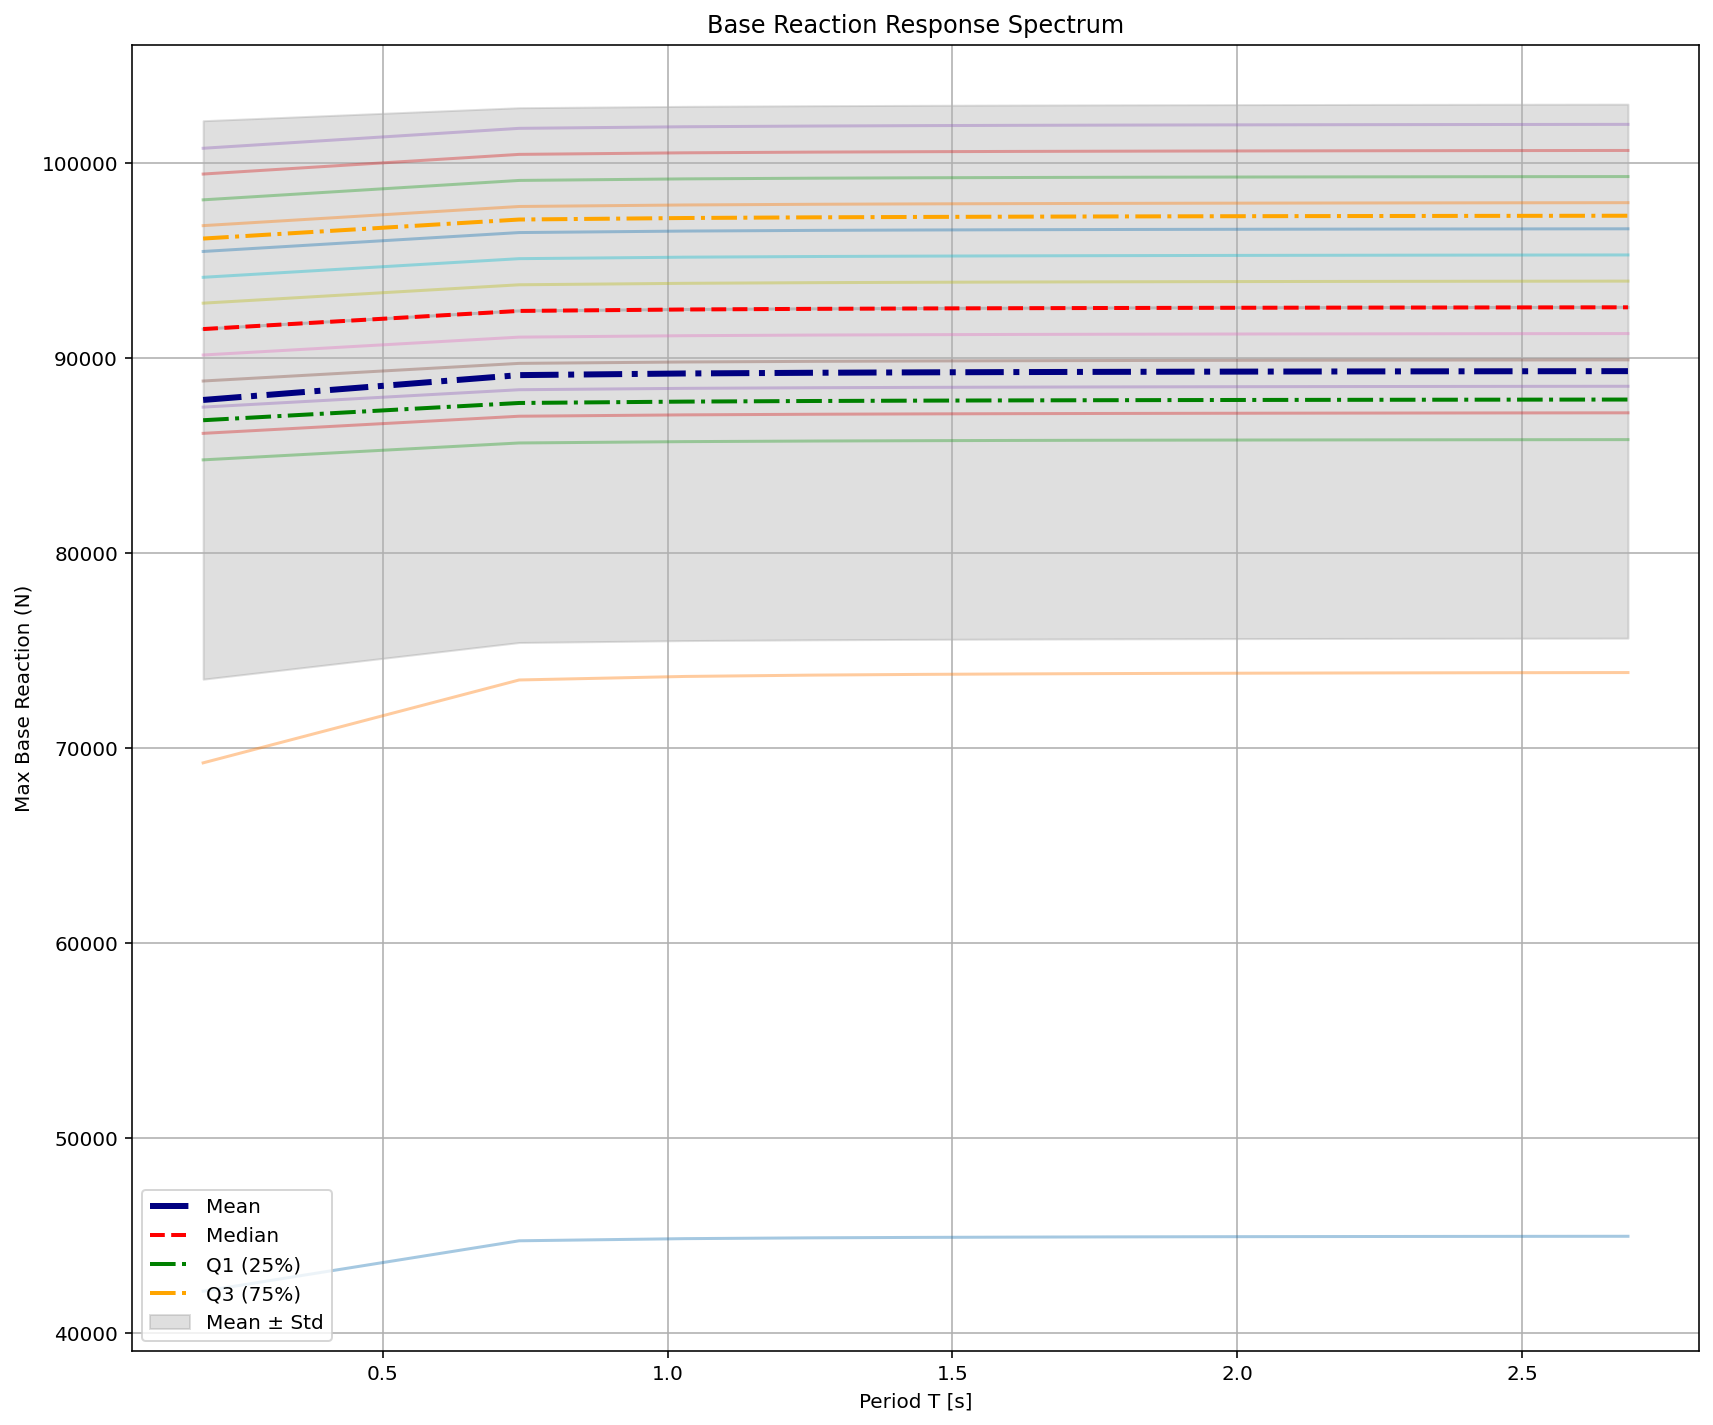 Base Reaction Response Spectrum
Max Base Reaction (N)
100000
90000
80000
70000
60000
50000
40000
Mean
Median
Q1 (25%)
Q3 (75%)
Mean ± Std
0.5
1.0
1.5
2.0
2.5
Period T [s]